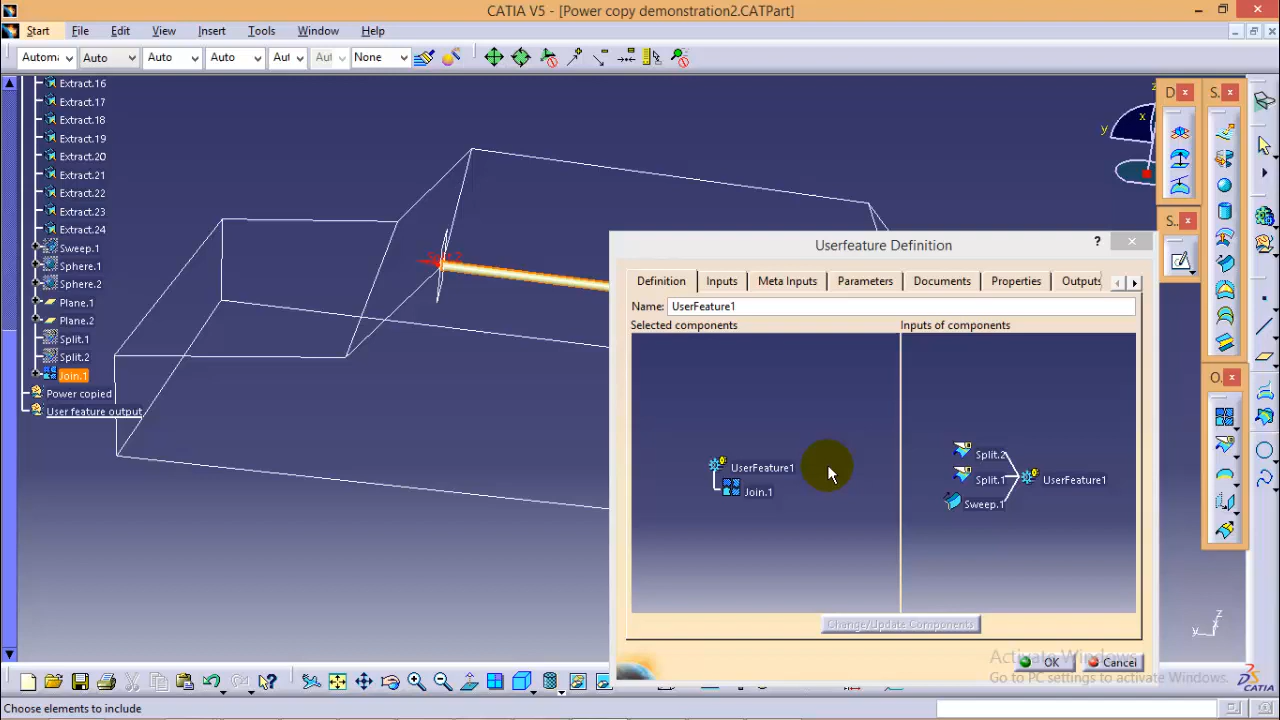 CATIA V5 - [Power copy demonstration2.CATPart]
Start File Edit View Insert Tools Window Help
Automa Auto Auto Auto Aut Aut None
Extract.16
Extract.17
Extract.18
Extract.19
Extract.20
Extract.21
Extract.22
Extract.23
Extract.24
Sweep.1
Sphere.1
Sphere.2
Plane.1
Plane.2
Split.1
Split.2
Join.1
Power copied
User feature output
y x z
D S.
S.
O.
Userfeature Definition ?
Definition Inputs Meta Inputs Parameters Documents Properties Outputs
Name: UserFeature1
Selected components Inputs of components
UserFeature1
Join.1
Split.2
Split.1
Sweep.1
UserFeature1
Change/Update Components
OK Cancel
Activate Windows
Go to PC settings to activate Windows.
z
y
CATIA
Choose elements to include